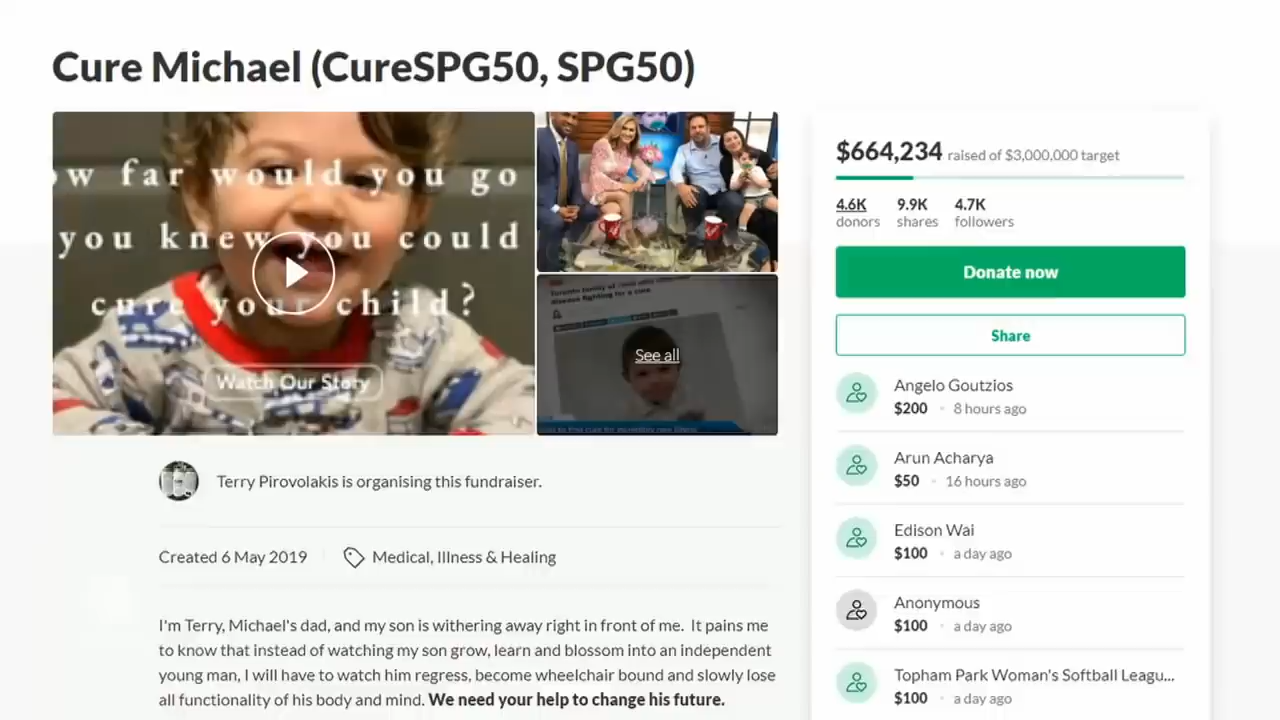 Cure Michael (CureSPG50, SPG50)
ow far would you go
you knew you could
cure your child?
Watch Our Story
See all
Terry Pirovolakis is organising this fundraiser.
Created 6 May 2019
Medical, Illness & Healing
I'm Terry, Michael's dad, and my son is withering away right in front of me. It pains me
to know that instead of watching my son grow, learn and blossom into an independent
young man, I will have to watch him regress, become wheelchair bound and slowly lose
all functionality of his body and mind. We need your help to change his future.
$664,234 raised of $3,000,000 target
4.6K 9.9K 4.7K
donors shares followers
Donate now
Share
Angelo Goutzios
$200 • 8 hours ago
Arun Acharya
$50 • 16 hours ago
Edison Wai
$100 • a day ago
Anonymous
$100 • a day ago
Topham Park Woman's Softball Leagu...
$100 • a day ago